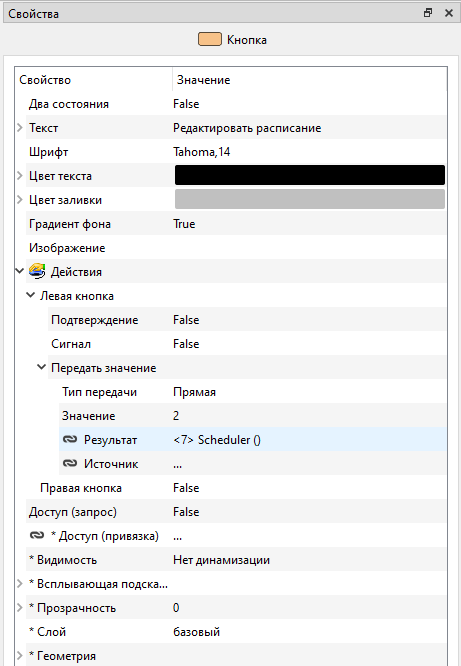 Свойства
Кнопка
Свойство Значение
Два состояния False
Текст Редактировать расписание
Шрифт Tahoma,14
Цвет текста
Цвет заливки
Градиент фона True
Изображение
Действия
Левая кнопка
Подтверждение False
Сигнал False
Передать значение
Тип передачи Прямая
Значение 2
Результат <7> Scheduler ()
Источник ...
Правая кнопка False
Доступ (запрос) False
* Доступ (привязка) ...
* Видимость Нет динамизации
* Всплывающая подска...
* Прозрачность 0
* Слой базовый
* Геометрия